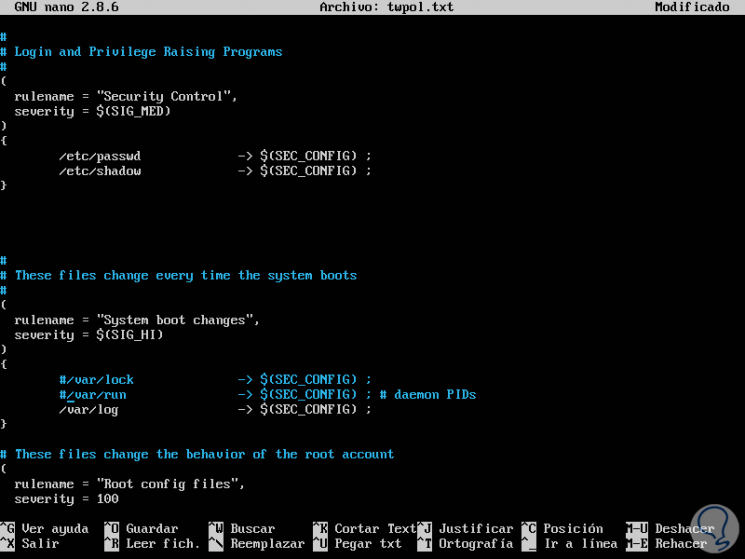 GNU nano 2.8.6 Archivo: twpol.txt Modificado
#
# Login and Privilege Raising Programs
#
(
rulename = "Security Control",
severity = $(SIG_MED)
)
{
/etc/passwd -> $(SEC_CONFIG) ;
/etc/shadow -> $(SEC_CONFIG) ;
}
#
# These files change every time the system boots
#
(
rulename = "System boot changes",
severity = $(SIG_HI)
)
{
#/var/lock -> $(SEC_CONFIG) ;
#/var/run -> $(SEC_CONFIG) ; # daemon PIDs
/var/log -> $(SEC_CONFIG) ;
}
# These files change the behavior of the root account
(
rulename = "Root config files",
severity = 100
^G Ver ayuda ^O Guardar ^W Buscar ^K Cortar Text ^J Justificar ^C Posición M-U Deshacer
^X Salir ^R Leer fich. ^\ Reemplazar ^U Pegar txt ^T Ortografía ^_ Ir a línea M-E Rehacer